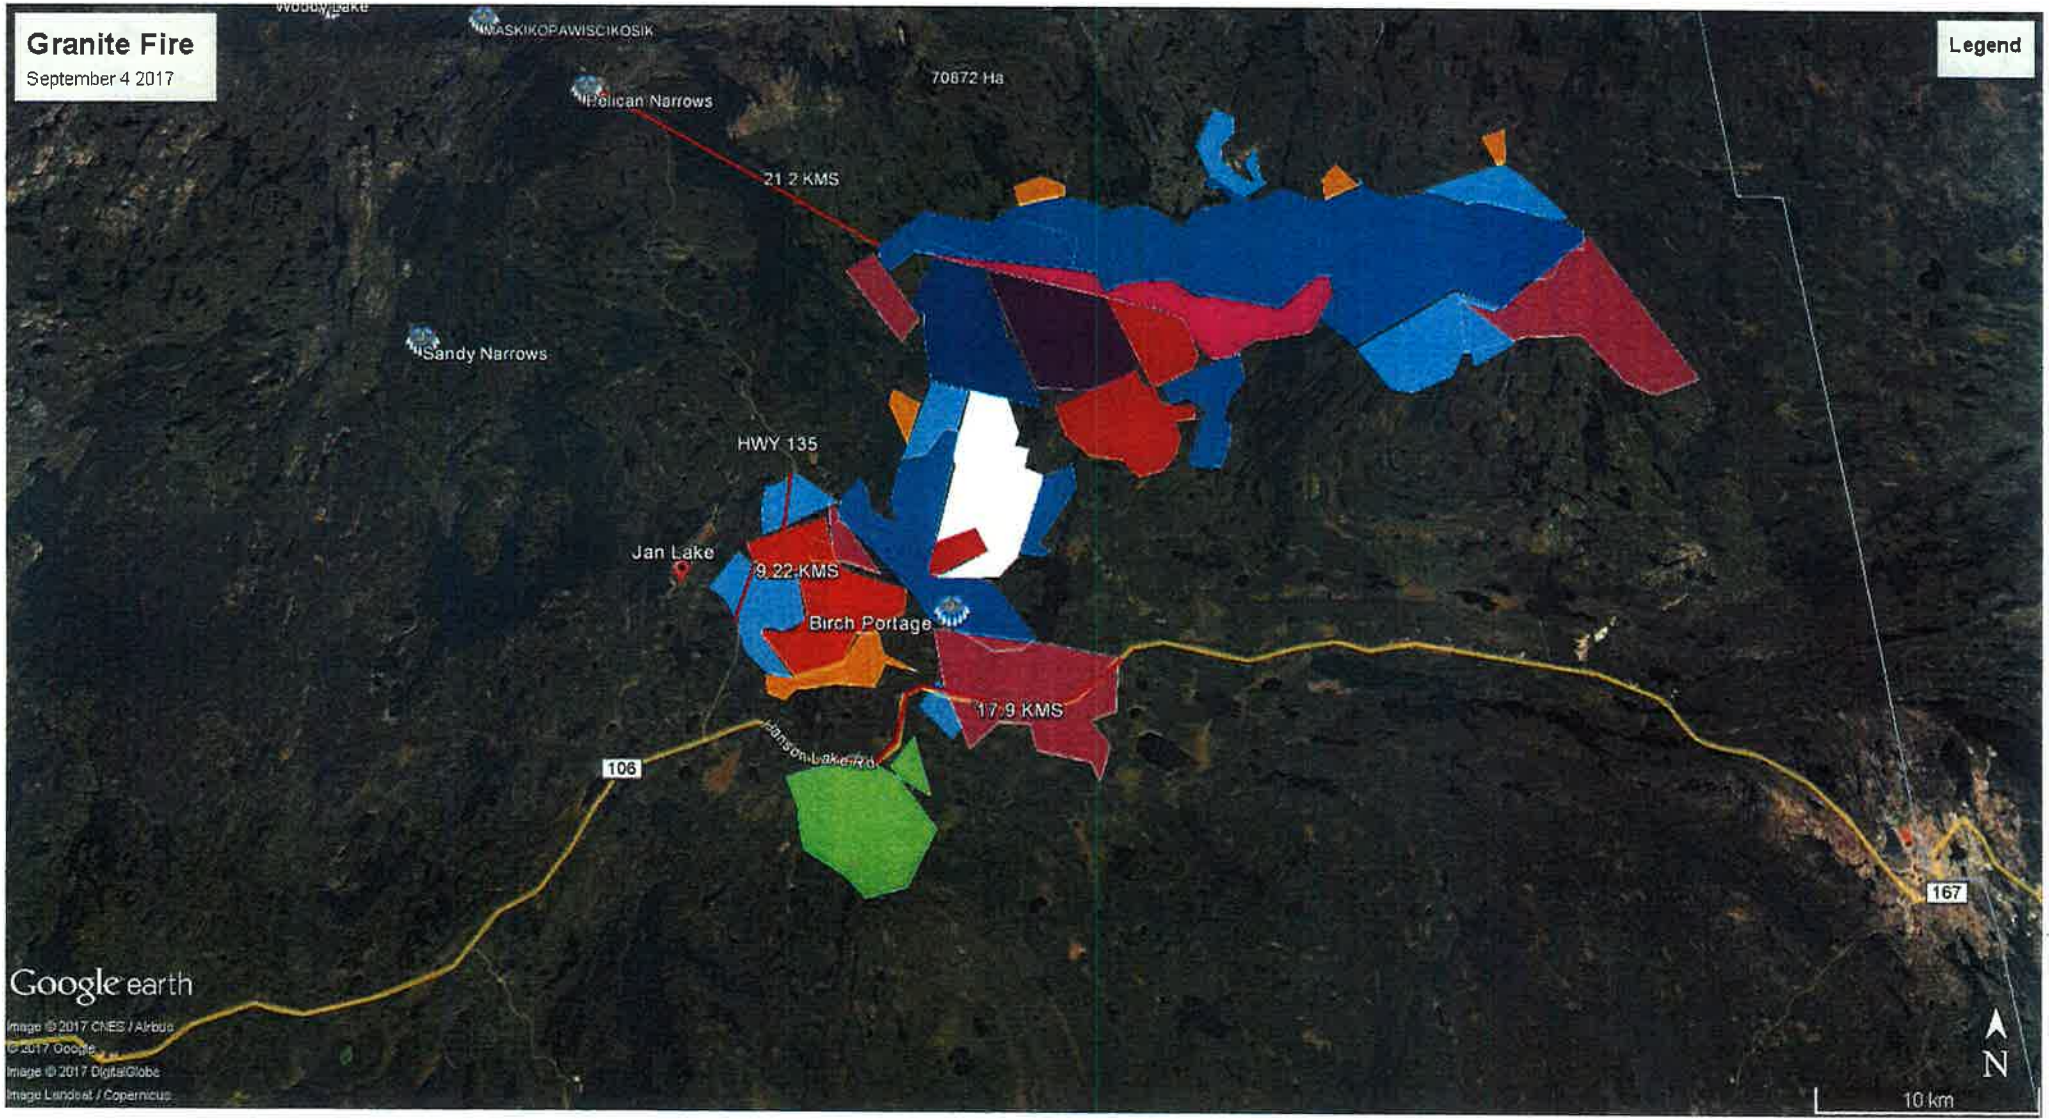 Woody Lake
MASKIKOPAWISCIKOSIK
Granite Fire
September 4 2017
Legend
70872 Ha
Pelican Narrows
21.2 KMS
Sandy Narrows
HWY 135
Jan Lake
9.22 KMS
Birch Portage
17.9 KMS
Hanson Lake Rd
106
167
Google earth
Image © 2017 CNES / Airbus
© 2017 Google
Image © 2017 DigitalGlobe
Image Landsat / Copernicus
N
10 km